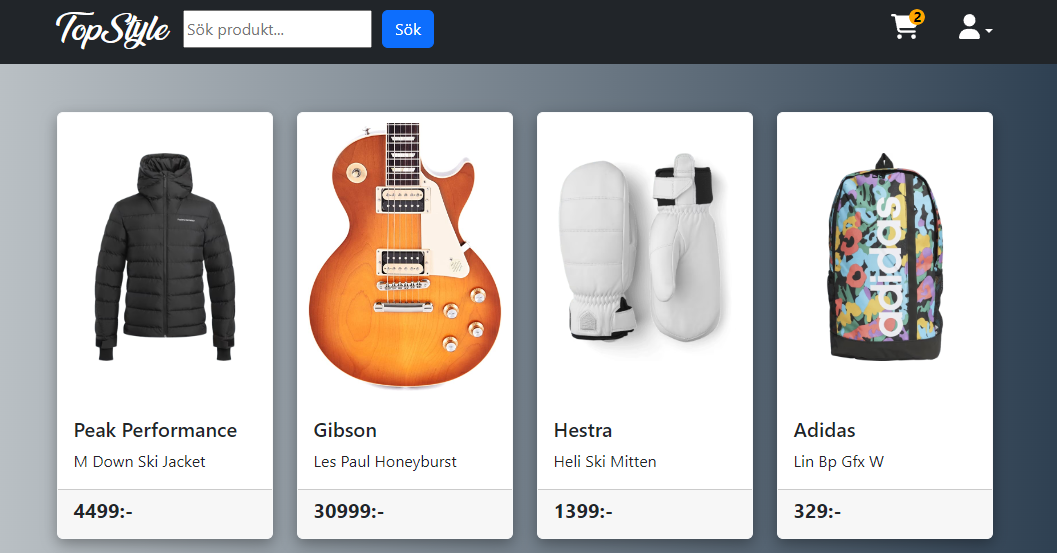 TopStyle
Sök produkt...
Sök
2
adidas
Peak Performance
M Down Ski Jacket
4499:-
Gibson
Les Paul Honeyburst
30999:-
Hestra
Heli Ski Mitten
1399:-
Adidas
Lin Bp Gfx W
329:-